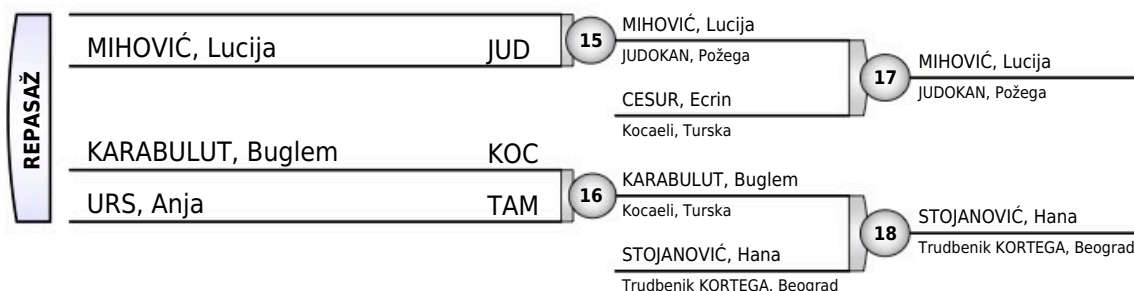 REPASAŽ
MIHOVIĆ, Lucija JUD
KARABULUT, Buglem KOC
URS, Anja TAM
15
MIHOVIĆ, Lucija
JUDOKAN, Požega
CESUR, Ecrin
Kocaeli, Turska
16
KARABULUT, Buglem
Kocaeli, Turska
STOJANOVIĆ, Hana
Trudbenik KORTEGA, Beograd
17
MIHOVIĆ, Lucija
JUDOKAN, Požega
18
STOJANOVIĆ, Hana
Trudbenik KORTEGA, Beograd